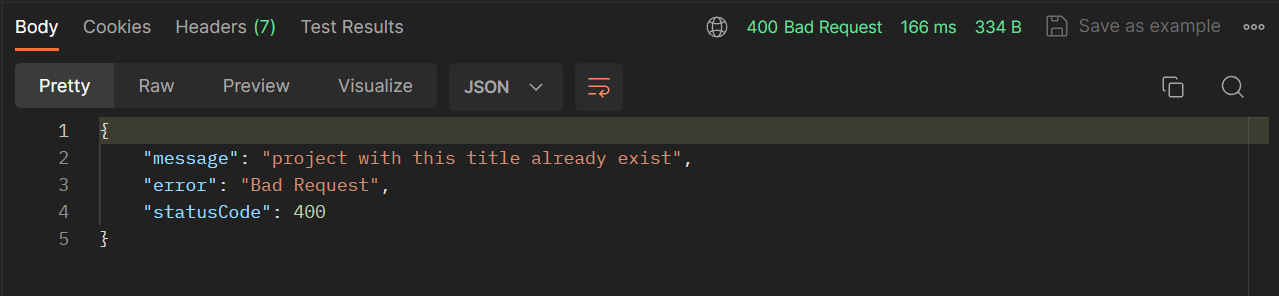 Body Cookies Headers (7) Test Results 400 Bad Request 166 ms 334 B Save as example
Pretty Raw Preview Visualize JSON
1 {
2 "message": "project with this title already exist",
3 "error": "Bad Request",
4 "statusCode": 400
5 }